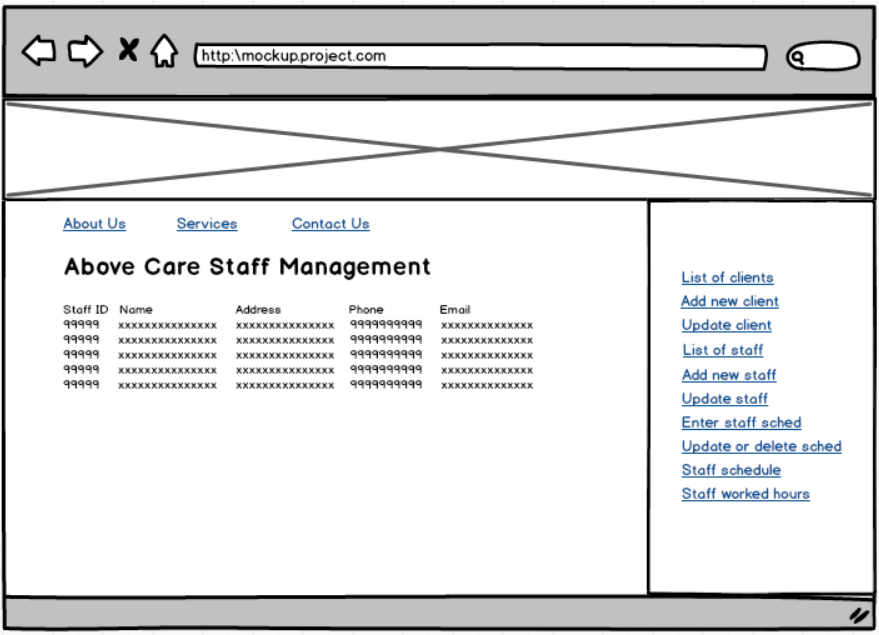 http:\mockup.project.com
About Us Services Contact Us
Above Care Staff Management
Staff ID Name Address Phone Email
99999 xxxxxxxxxxxxxxx xxxxxxxxxxxxxxx 9999999999 xxxxxxxxxxxxxx
99999 xxxxxxxxxxxxxxx xxxxxxxxxxxxxxx 9999999999 xxxxxxxxxxxxxx
99999 xxxxxxxxxxxxxxx xxxxxxxxxxxxxxx 9999999999 xxxxxxxxxxxxxx
99999 xxxxxxxxxxxxxxx xxxxxxxxxxxxxxx 9999999999 xxxxxxxxxxxxxx
99999 xxxxxxxxxxxxxxx xxxxxxxxxxxxxxx 9999999999 xxxxxxxxxxxxxx
List of clients
Add new client
Update client
List of staff
Add new staff
Update staff
Enter staff sched
Update or delete sched
Staff schedule
Staff worked hours